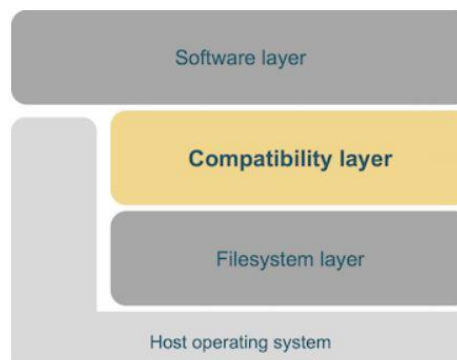 Software layer
Compatibility layer
Filesystem layer
Host operating system